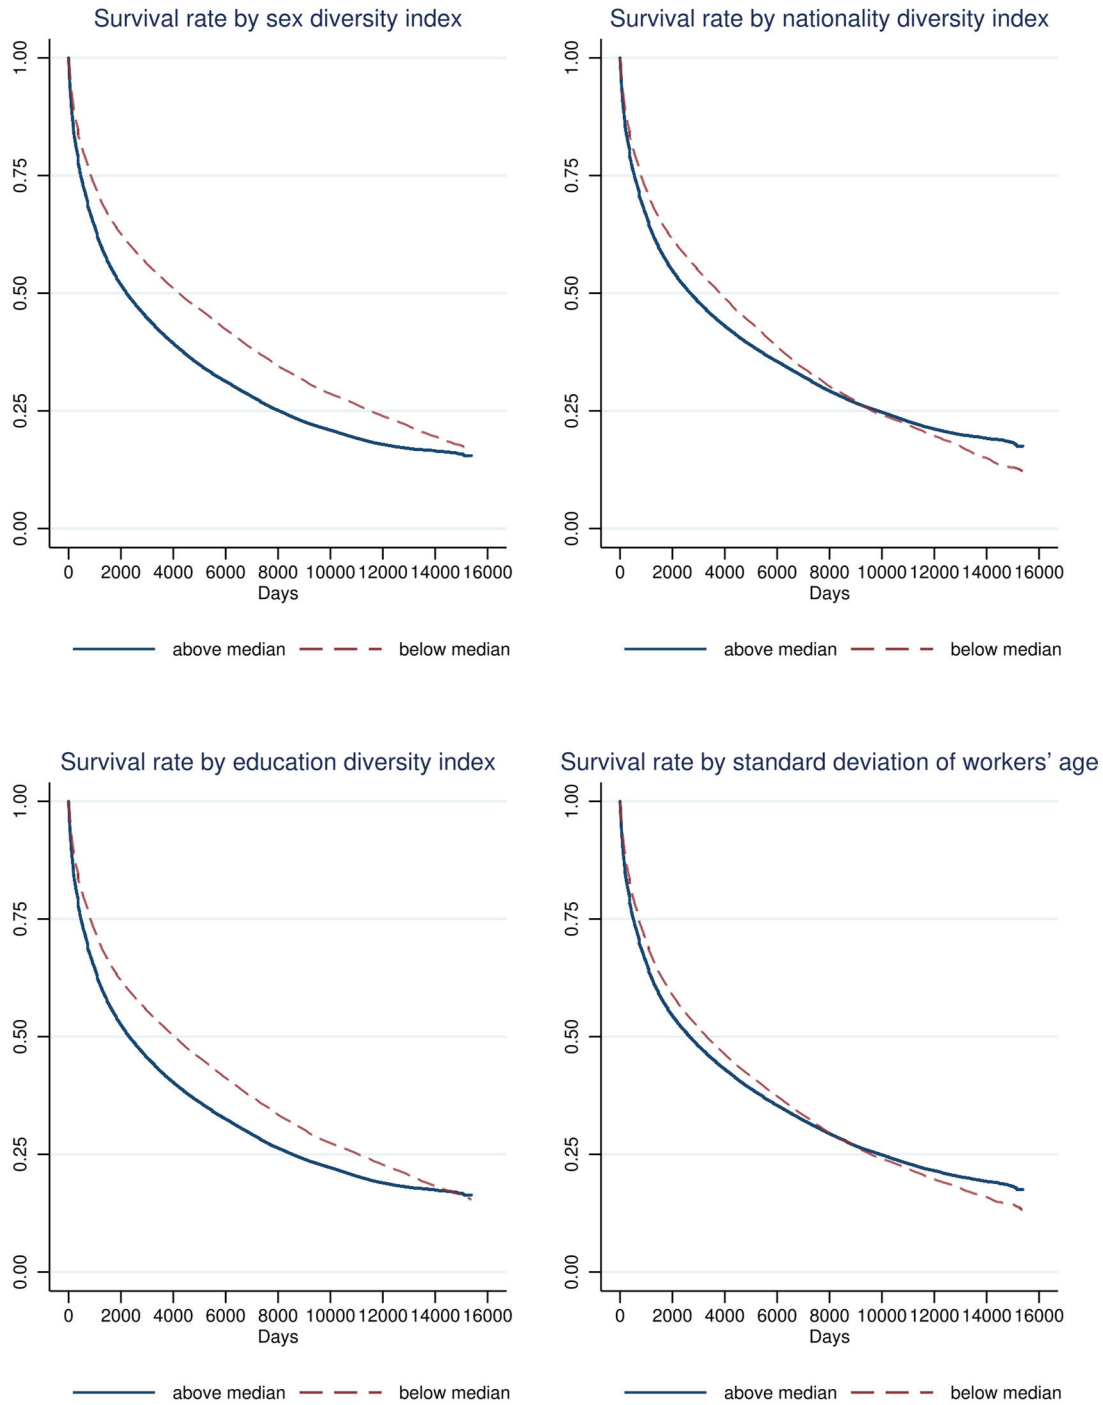 Survival rate by sex diversity index
1.00
0.75
0.50
0.25
0.00
0 2000 4000 6000 8000 10000 12000 14000 16000
Days
above median below median
Survival rate by nationality diversity index
1.00
0.75
0.50
0.25
0.00
0 2000 4000 6000 8000 10000 12000 14000 16000
Days
above median below median
Survival rate by education diversity index
1.00
0.75
0.50
0.25
0.00
0 2000 4000 6000 8000 10000 12000 14000 16000
Days
above median below median
Survival rate by standard deviation of workers’ age
1.00
0.75
0.50
0.25
0.00
0 2000 4000 6000 8000 10000 12000 14000 16000
Days
above median below median